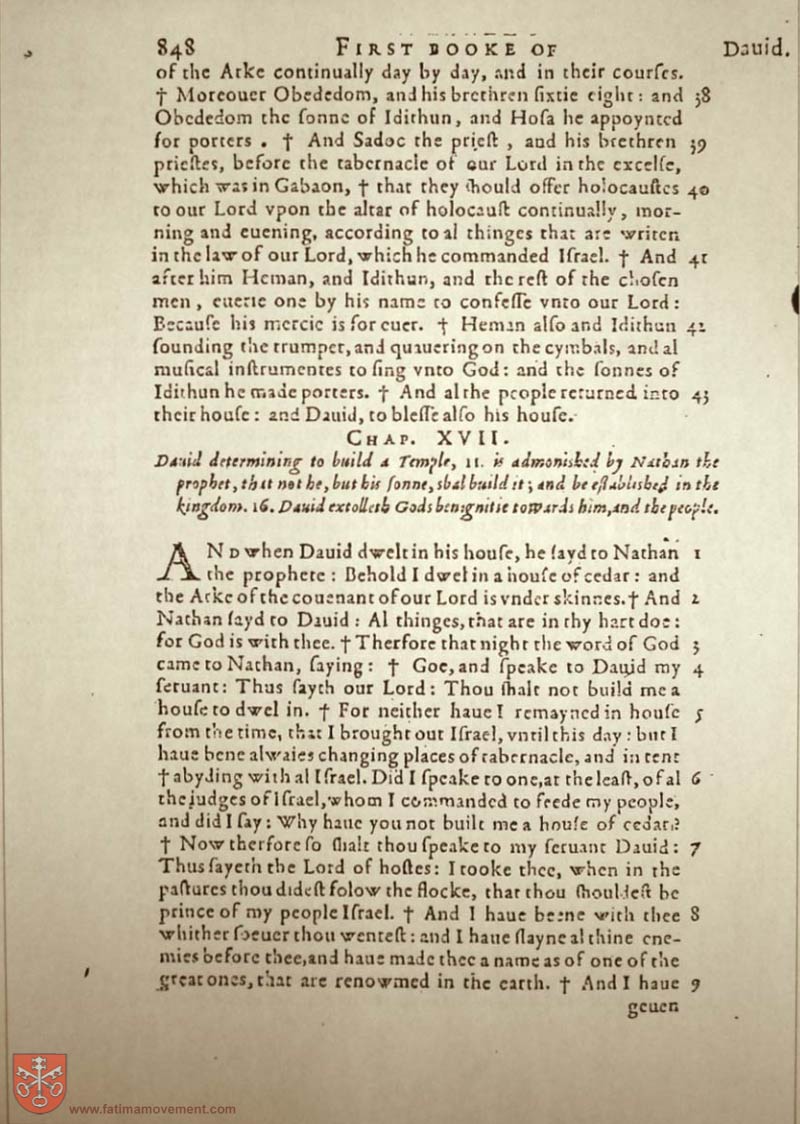 848 FIRST BOOKE OF Dauid.
of the Arke continually day by day, and in their courſes.
† Moreouer Obededom, and his brethren ſixtie eight: and 38
Obededom the ſonne of Idithun, and Hoſa he appoynted
for porters. † And Sadoc the prieſt, and his brethren 39
prieſtes, before the tabernacle of our Lord in the excelſe,
which was in Gabaon, † that they ſhould offer holocauſtes 40
to our Lord vpon the altar of holocauſt continually, mor-
ning and euening, according to al thinges that are writen
in the law of our Lord, which he commanded Iſrael. † And 41
after him Heman, and Idithun, and the reſt of the choſen
men, euerie one by his name to confeſſe vnto our Lord:
Becauſe his mercie is for euer. † Heman alſo and Idithun 42
ſounding the trumpet, and quauering on the cymbals, and al
muſical inſtrumentes to ſing vnto God: and the ſonnes of
Idithun he made porters. † And al the people returned into 43
their houſe: and Dauid, to bleſſe alſo his houſe.
CHAP. XVII.
Dauid determining to build a Temple, 11. is admonished by Nathan the
prophet, that not he, but his ſonne, shal build it; and be eſtablished in the
kingdom. 16. Dauid extolleth Gods benignitie towards him, and the people.
AND when Dauid dwelt in his houſe, he ſayd to Nathan 1
the prophete: Behold I dwel in a houſe of cedar: and
the Arke of the couenant of our Lord is vnder skinnes. † And 2
Nathan ſayd to Dauid: Al thinges, that are in thy hart doe:
for God is with thee. † Therfore that night the word of God 3
came to Nathan, ſaying: † Goe, and ſpeake to Dauid my 4
ſeruant: Thus ſayth our Lord: Thou ſhalt not build me a
houſe to dwel in. † For neither haue I remayned in houſe 5
from the time, that I brought out Iſrael, vntil this day: but I
haue bene alwaies changing places of tabernacle, and in tent
† abyding with al Iſrael. Did I ſpeake to one, at the leaſt, of al 6
the judges of Iſrael, whom I commanded to feede my people,
and did I ſay: Why haue you not built me a houſe of cedar?
† Now therfore ſo ſhalt thou ſpeake to my ſeruant Dauid: 7
Thus ſayeth the Lord of hoſtes: I tooke thee, when in the
paſtures thou dideſt folow the flocke, that thou ſhouldeſt be
prince of my people Iſrael. † And I haue beene with thee 8
whither ſoeuer thou wenteſt: and I haue ſlayne al thine ene-
mies before thee, and haue made thee a name as of one of the
great ones, that are renowmed in the earth. † And I haue 9
geuen
www.fatimamovement.com